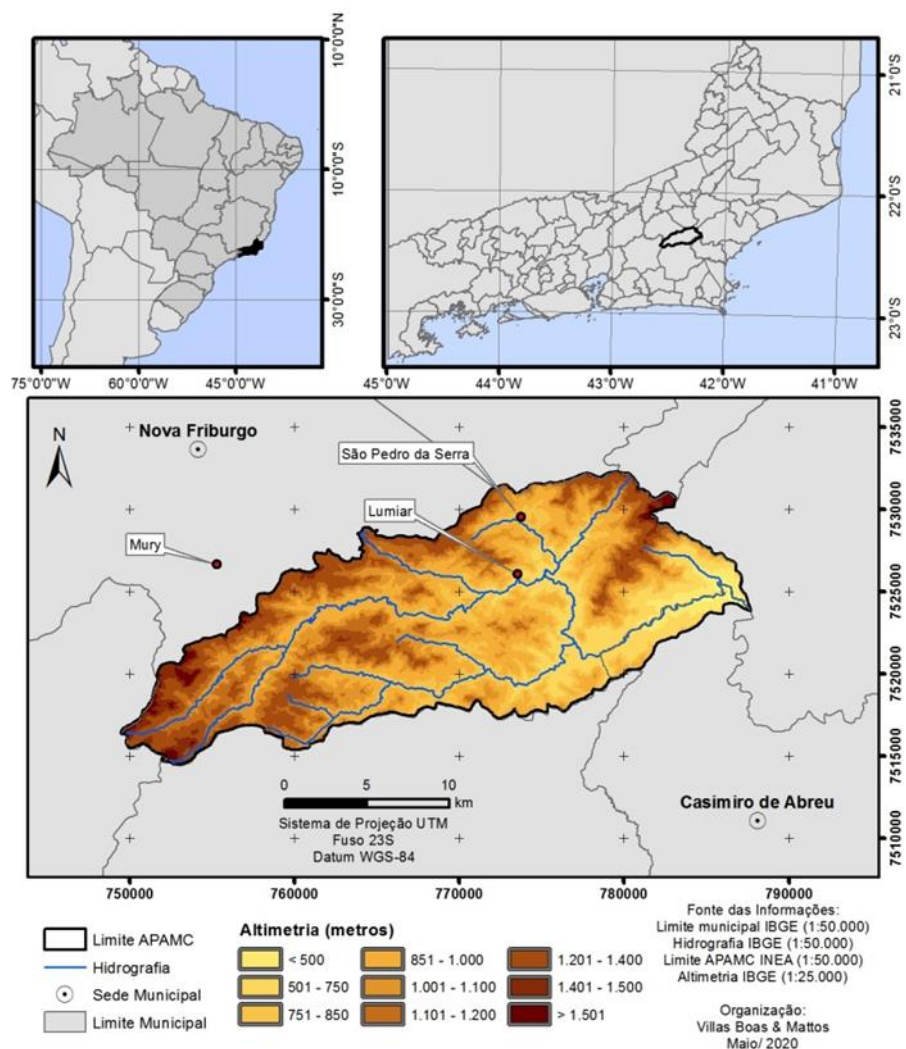 10°0'0"N
10°0'0"S
30°0'0"S
75°0'0"W
60°0'0"W
45°0'0"W
21°0'S
22°0'S
23°0'S
45°0'W
44°0'W
43°0'W
42°0'W
41°0'W
N
Nova Friburgo
São Pedro da Serra
Lumiar
Mury
Casimiro de Abreu
0 5 10
km
Sistema de Projeção UTM
Fuso 23S
Datum WGS-84
7535000
7530000
7525000
7520000
7515000
7510000
750000
760000
770000
780000
790000
Limite APAMC
Hidrografia
Sede Municipal
Limite Municipal
Altimetria (metros)
< 500
501 - 750
751 - 850
851 - 1.000
1.001 - 1.100
1.101 - 1.200
1.201 - 1.400
1.401 - 1.500
> 1.501
Fonte das Informações:
Limite municipal IBGE (1:50.000)
Hidrografia IBGE (1:50.000)
Limite APAMC INEA (1:50.000)
Altimetria IBGE (1:25.000)
Organização:
Villas Boas & Mattos
Maio/ 2020